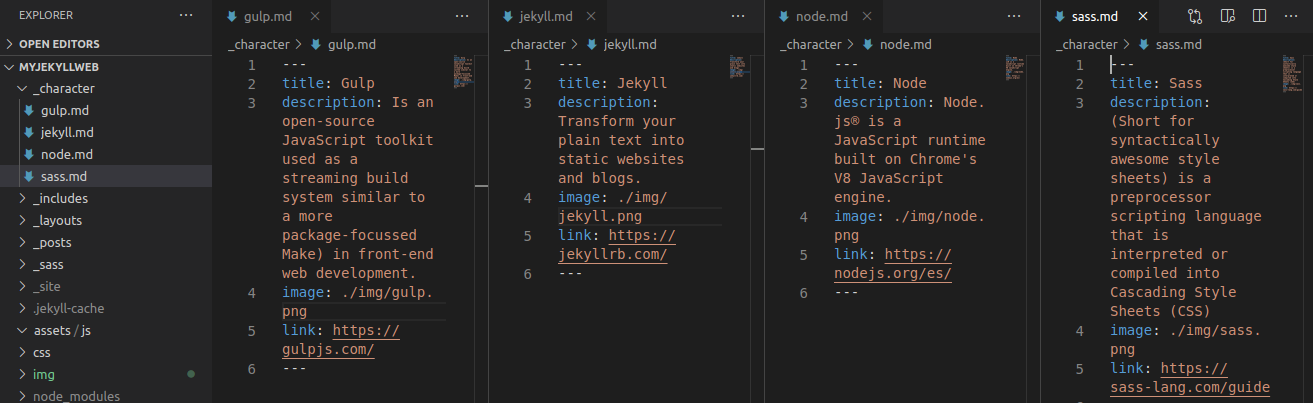 EXPLORER
OPEN EDITORS
MYJEKYLLWEB
_character
gulp.md
jekyll.md
node.md
sass.md
_includes
_layouts
_posts
_sass
_site
.jekyll-cache
assets / js
css
img
node_modules
gulp.md
_character > gulp.md
1 ---
2 title: Gulp
3 description: Is an
open-source
JavaScript toolkit
used as a
streaming build
system similar to
a more
package-focussed
Make) in front-end
web development.
4 image: ./img/gulp.
png
5 link: https://
gulpjs.com/
6 ---
jekyll.md
_character > jekyll.md
1 ---
2 title: Jekyll
3 description:
Transform your
plain text into
static websites
and blogs.
4 image: ./img/
jekyll.png
5 link: https://
jekyllrb.com/
6 ---
node.md
_character > node.md
1 ---
2 title: Node
3 description: Node.
js® is a
JavaScript runtime
built on Chrome's
V8 JavaScript
engine.
4 image: ./img/node.
png
5 link: https://
nodejs.org/es/
6 ---
sass.md
_character > sass.md
1 ---
2 title: Sass
3 description:
(Short for
syntactically
awesome style
sheets) is a
preprocessor
scripting language
that is
interpreted or
compiled into
Cascading Style
Sheets (CSS)
4 image: ./img/sass.
png
5 link: https://
sass-lang.com/guide